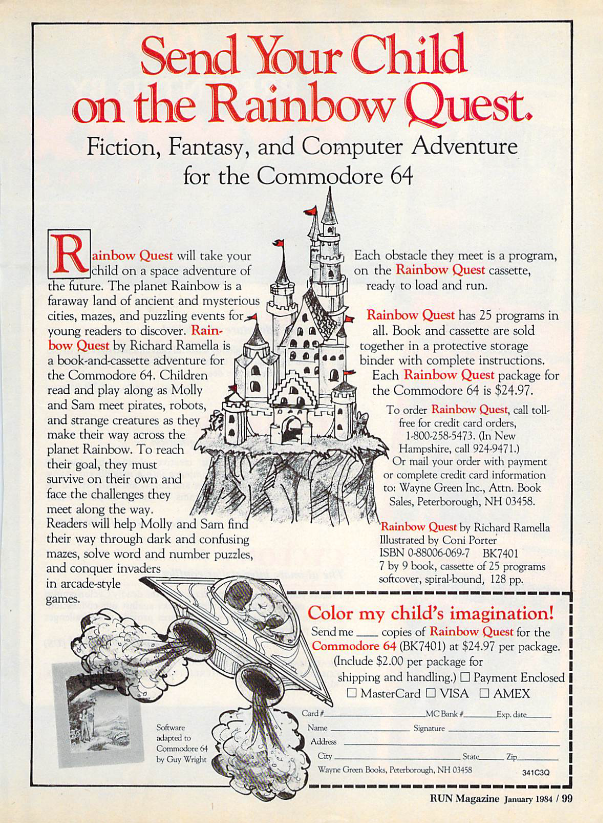 Send Your Child
on the Rainbow Quest.
Fiction, Fantasy, and Computer Adventure
for the Commodore 64
Rainbow Quest will take your
child on a space adventure of
the future. The planet Rainbow is a
faraway land of ancient and mysterious
cities, mazes, and puzzling events for
young readers to discover. Rain-
bow Quest by Richard Ramella is
a book-and-cassette adventure for
the Commodore 64. Children
read and play along as Molly
and Sam meet pirates, robots,
and strange creatures as they
make their way across the
planet Rainbow. To reach
their goal, they must
survive on their own and
face the challenges they
meet along the way.
Readers will help Molly and Sam find
their way through dark and confusing
mazes, solve word and number puzzles,
and conquer invaders
in arcade-style
games.
Each obstacle they meet is a program,
on the Rainbow Quest cassette,
ready to load and run.
Rainbow Quest has 25 programs in
all. Book and cassette are sold
together in a protective storage
binder with complete instructions.
Each Rainbow Quest package for
the Commodore 64 is $24.97.
To order Rainbow Quest, call toll-
free for credit card orders,
1-800-258-5473. (In New
Hampshire, call 924-9471.)
Or mail your order with payment
or complete credit card information
to: Wayne Green Inc., Attn. Book
Sales, Peterborough, NH 03458.
Rainbow Quest by Richard Ramella
Illustrated by Coni Porter
ISBN 0-88006-069-7 BK7401
7 by 9 book, cassette of 25 programs
softcover, spiral-bound, 128 pp.
Software
adapted to
Commodore 64
by Guy Wright
Color my child's imagination!
Send me ____ copies of Rainbow Quest for the
Commodore 64 (BK7401) at $24.97 per package.
(Include $2.00 per package for
shipping and handling.) □ Payment Enclosed
□ MasterCard □ VISA □ AMEX
Card #____ MC Bank #____ Exp. date____
Name ____ Signature ____
Address ____
City ____ State____ Zip____
Wayne Green Books, Peterborough, NH 03458
341C3Q
RUN Magazine January 1984 / 99